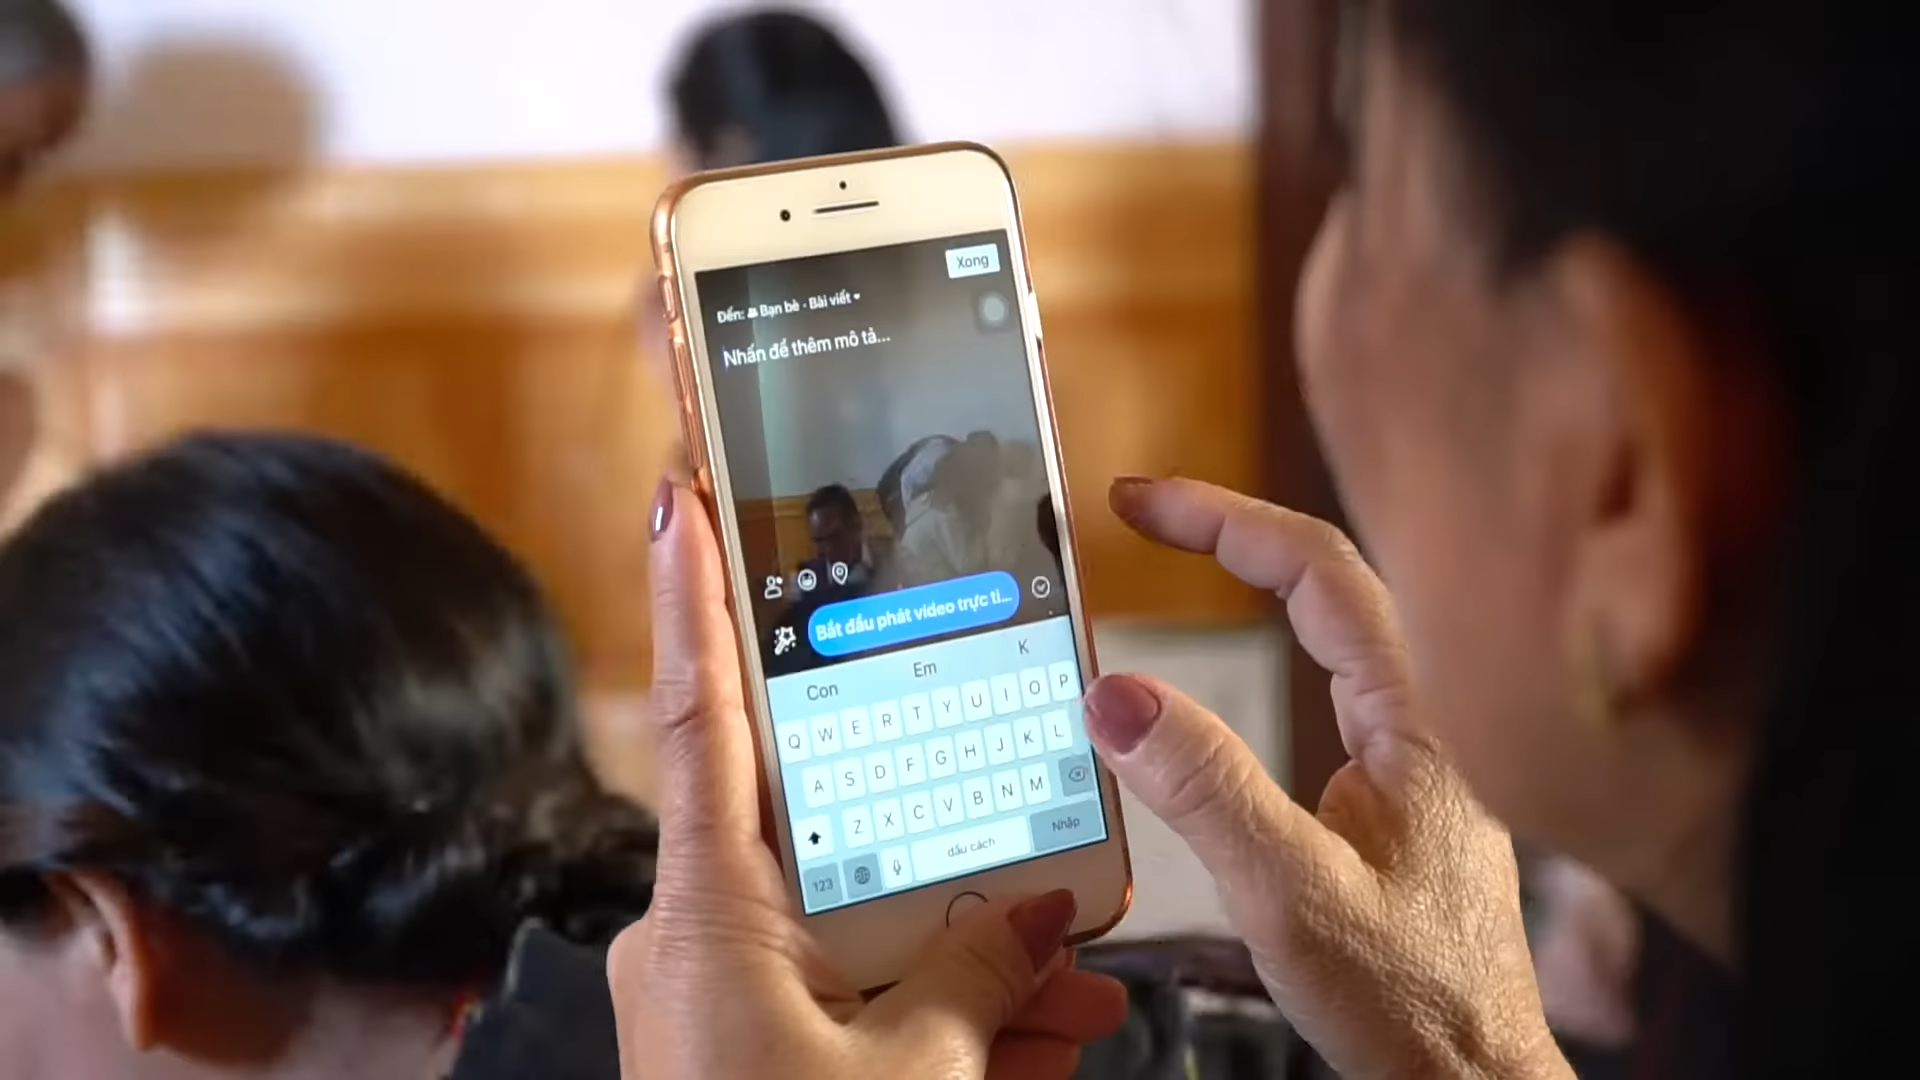 Xong
Đến: Bạn bè · Bài viết
Nhấn để thêm mô tả...
Bắt đầu phát video trực ti...
Con Em K
Q W E R T Y U I O P
A S D F G H J K L
Z X C V B N M
123 dấu cách Nhập